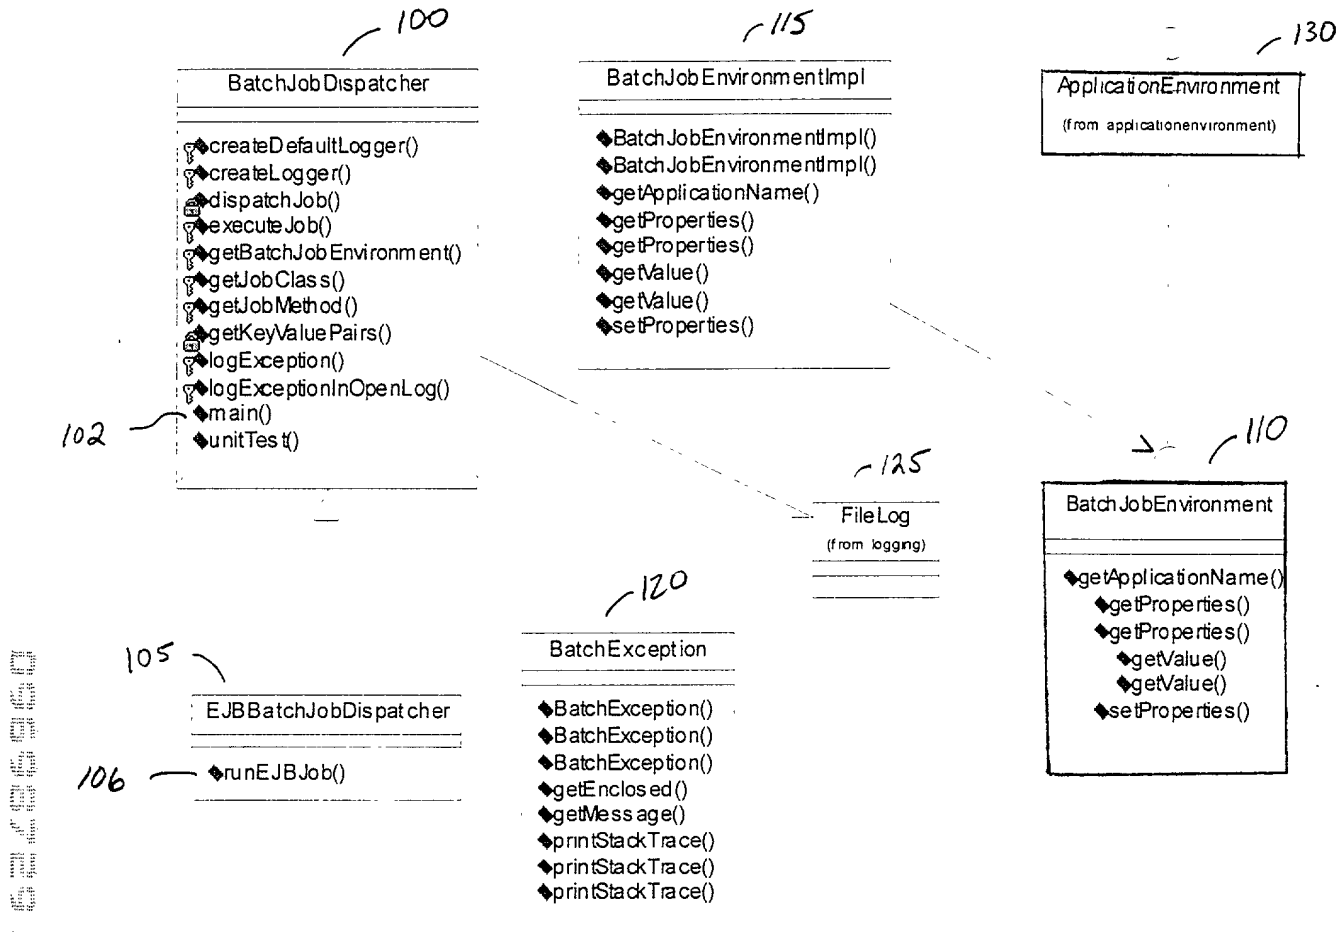 100
BatchJobDispatcher
createDefaultLogger()
createLogger()
dispatchJob()
executeJob()
getBatchJobEnvironment()
getJobClass()
getJobMethod()
getKeyValuePairs()
logException()
logExceptionInOpenLog()
main()
unitTest()
102
115
BatchJobEnvironmentImpl
BatchJobEnvironmentImpl()
BatchJobEnvironmentImpl()
getApplicationName()
getProperties()
getProperties()
getValue()
getValue()
setProperties()
130
ApplicationEnvironment
(from applicationenvironment)
125
FileLog
(from logging)
110
BatchJobEnvironment
getApplicationName()
getProperties()
getProperties()
getValue()
getValue()
setProperties()
105
EJBBatchJobDispatcher
106
runEJBJob()
120
BatchException
BatchException()
BatchException()
BatchException()
getEnclosed()
getMessage()
printStackTrace()
printStackTrace()
printStackTrace()